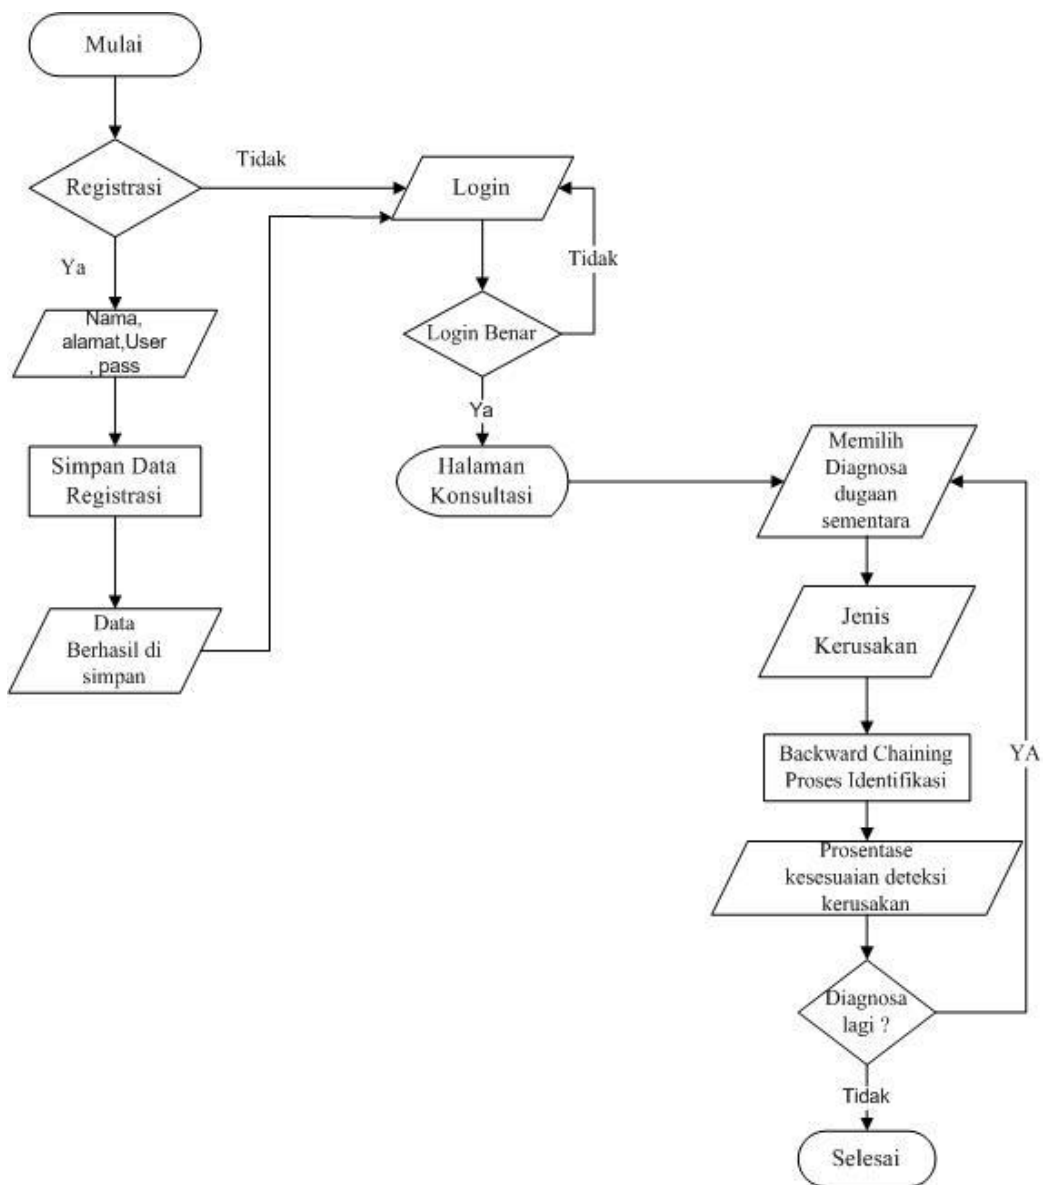 Mulai
Registrasi
Tidak
Ya
Nama,
alamat,User
, pass
Simpan Data
Registrasi
Data
Berhasil di
simpan
Login
Tidak
Login Benar
Ya
Halaman
Konsultasi
Memilih
Diagnosa
dugaan
sementara
Jenis
Kerusakan
Backward Chaining
Proses Identifikasi
YA
Prosentase
kesesuaian deteksi
kerusakan
Diagnosa
lagi ?
Tidak
Selesai